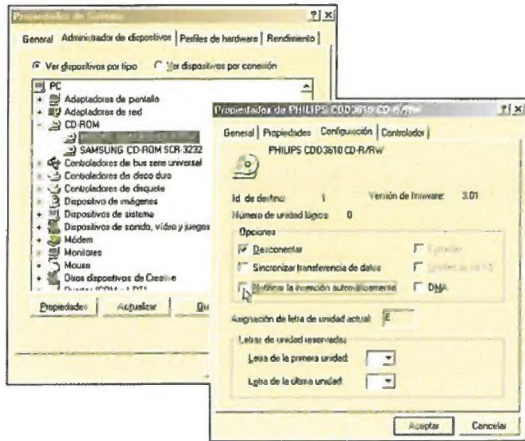 Propiedades de Sistema
General Administrador de dispositivos Perfiles de hardware Rendimiento
Ver dispositivos por tipo Ver dispositivos por conexión
PC
Adaptadores de pantalla
Adaptadores de red
CD-ROM
SAMSUNG CD-ROM SCR-3232
Controladores de bus serie universal
Controladores de disco duro
Controladores de disquete
Dispositivo de imágenes
Dispositivos de sistema
Dispositivos de sonido, vídeo y juegos
Módem
Monitores
Mouse
Otros dispositivos de Creative
Propiedades Actualizar
Propiedades de PHILIPS CDD3610 CD-R/RW
General Propiedades Configuración Controlador
PHILIPS CDD3610 CD-R/RW
Id. de destino: 1 Versión de firmware: 3.01
Número de unidad lógico: 0
Opciones
Desconectar
Sincronizar transferencia de datos
Notificar la inserción automáticamente DMA
Asignación de letra de unidad actual: E
Letras de unidad reservadas
Letra de la primera unidad:
Letra de la última unidad:
Aceptar Cancelar